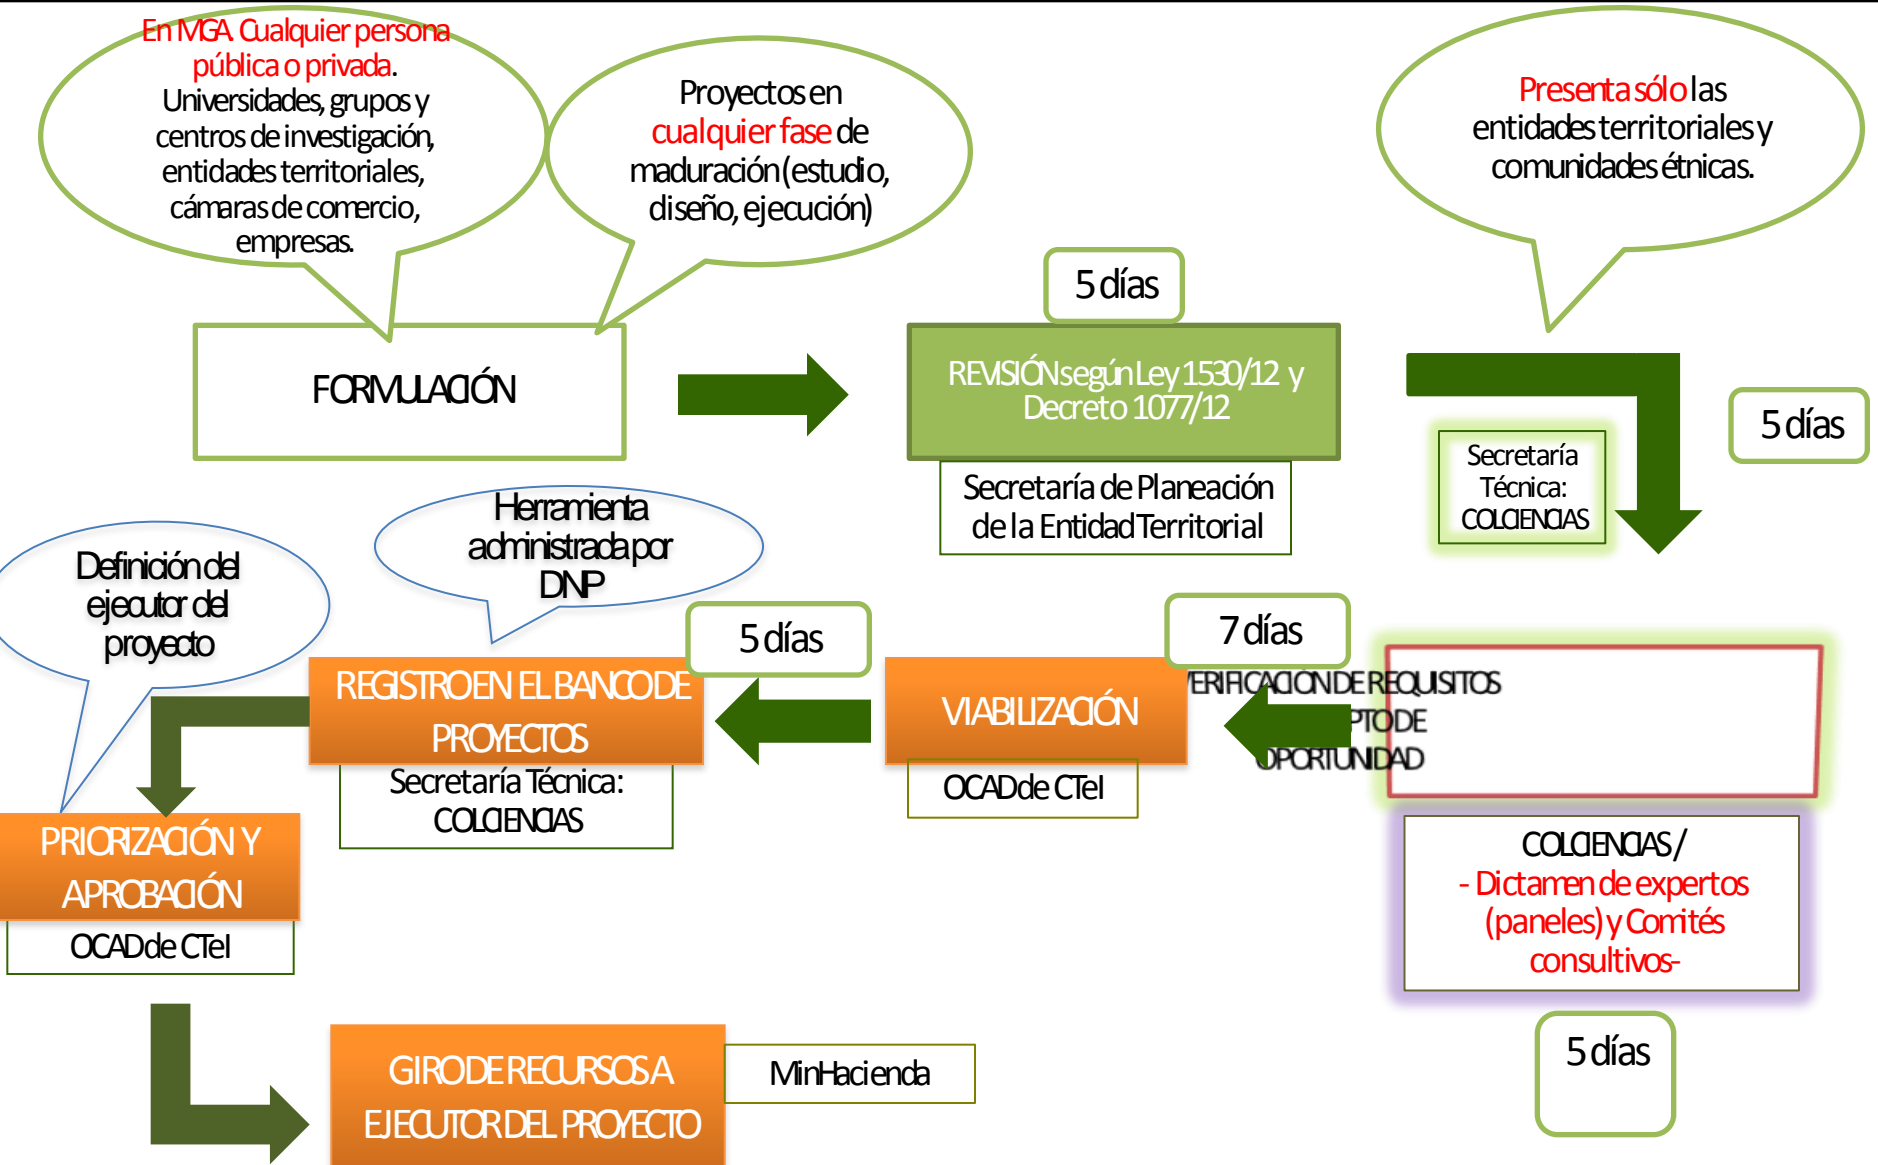 En MGA. Cualquier persona
pública o privada.
Universidades, grupos y
centros de investigación,
entidades territoriales,
cámaras de comercio,
empresas.
Proyectos en
cualquier fase de
maduración (estudio,
diseño, ejecución)
Presenta sólo las
entidades territoriales y
comunidades étnicas.
5 días
FORMULACIÓN
REVISIÓN según Ley 1530/12 y
Decreto 1077/12
Secretaría de Planeación
de la Entidad Territorial
5 días
Secretaría
Técnica:
COLCIENCIAS
Herramienta
administrada por
DNP
Definición del
ejecutor del
proyecto
5 días
7 días
REGISTRO EN EL BANCO DE
PROYECTOS
Secretaría Técnica:
COLCIENCIAS
VIABILIZACIÓN
OCAD de CTeI
DE REQUISITOS
DE
OPORTUNIDAD
COLCIENCIAS /
- Dictamen de expertos
(paneles) y Comités
consultivos-
5 días
PRIORIZACIÓN Y
APROBACIÓN
OCAD de CTeI
GIRO DE RECURSOS A
EJECUTOR DEL PROYECTO
MinHacienda